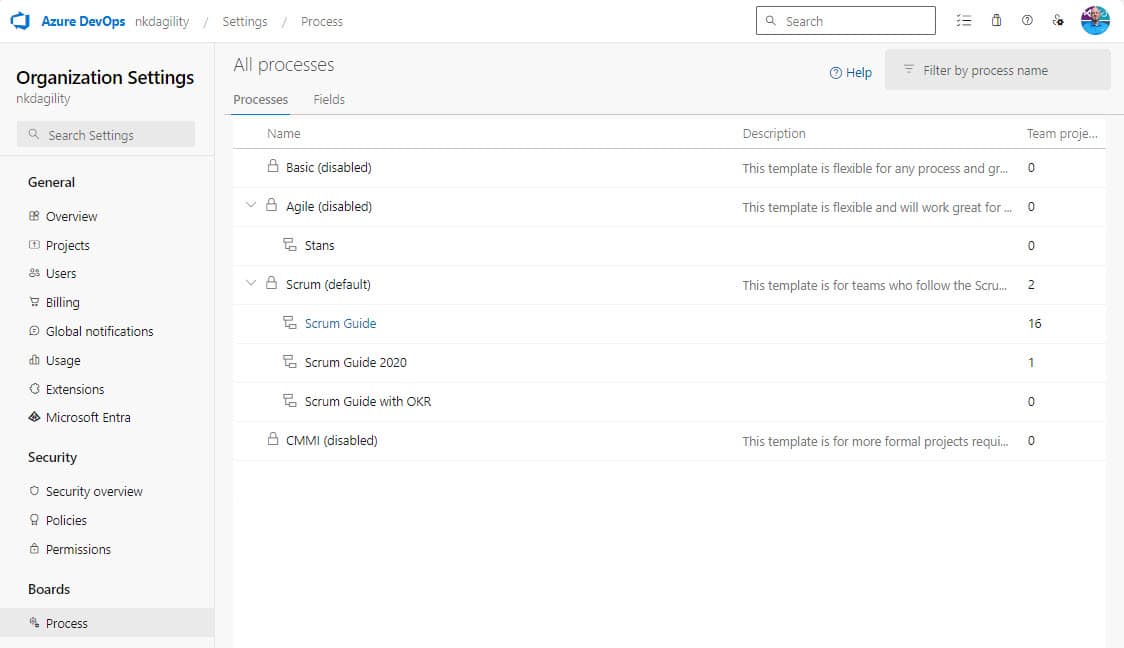 Azure DevOps nkdagility / Settings / Process Search
Organization Settings
nkdagility
Search Settings
General
Overview
Projects
Users
Billing
Global notifications
Usage
Extensions
Microsoft Entra
Security
Security overview
Policies
Permissions
Boards
Process
All processes
Help Filter by process name
Processes Fields
Name Description Team proje...
Basic (disabled) This template is flexible for any process and gr... 0
Agile (disabled) This template is flexible and will work great for ... 0
Stans 0
Scrum (default) This template is for teams who follow the Scru... 2
Scrum Guide 16
Scrum Guide 2020 1
Scrum Guide with OKR 0
CMMI (disabled) This template is for more formal projects requi... 0